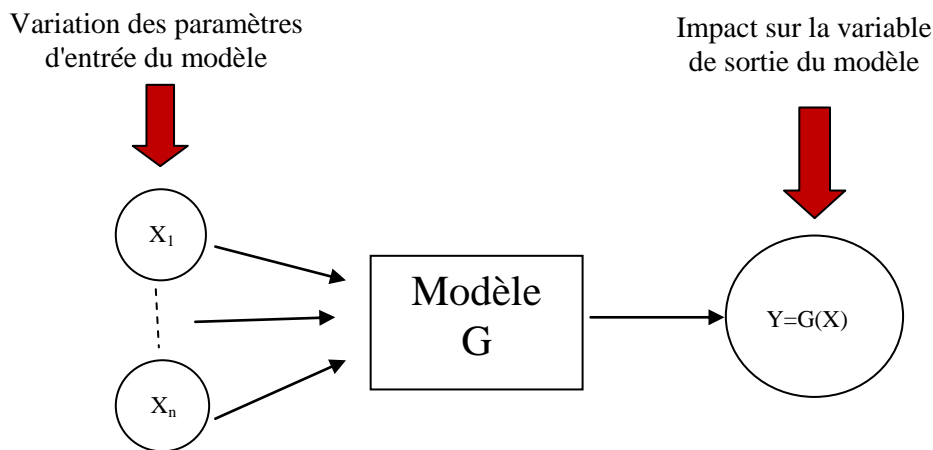 Variation des paramètres
d'entrée du modèle
Impact sur la variable
de sortie du modèle
X₁
Modèle
G
Y=G(X)
Xₙ